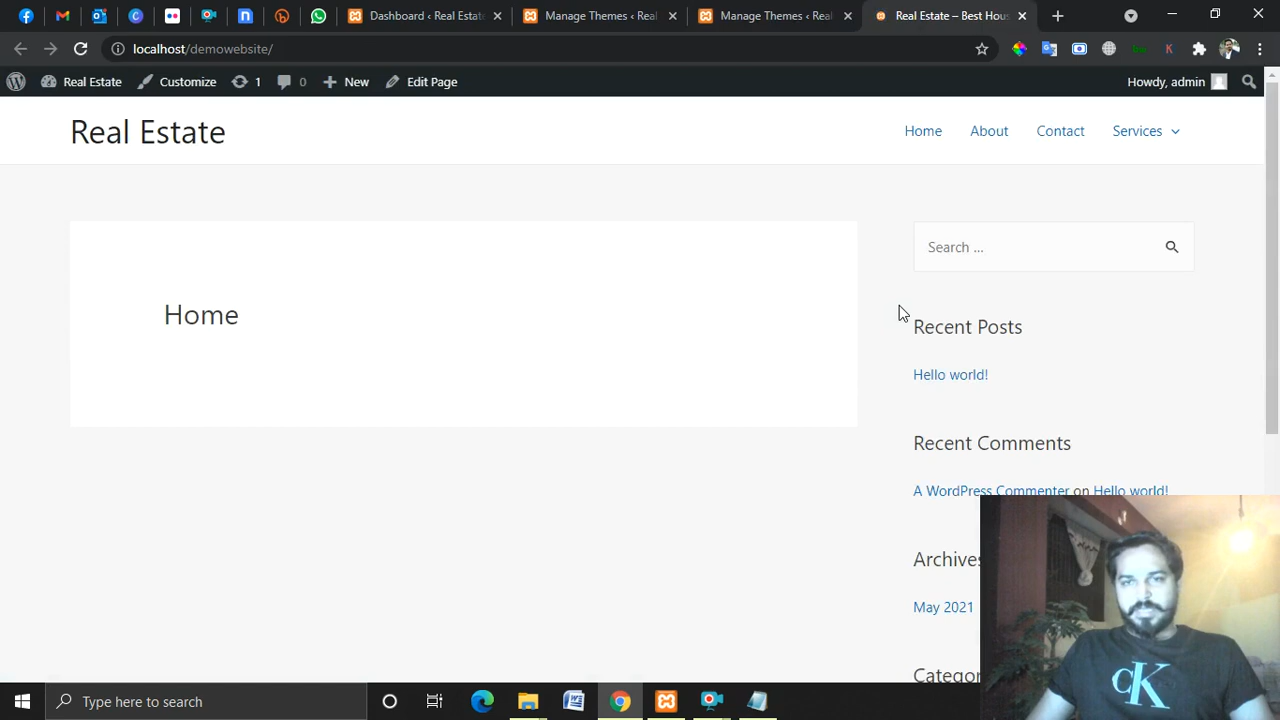 Dashboard ‹ Real Estat
Manage Themes ‹ Real
Manage Themes ‹ Real
Real Estate – Best Hous
localhost/demowebsite/
Real Estate
Customize
1
0
New
Edit Page
Howdy, admin
Real Estate
Home
About
Contact
Services
Home
Search ...
Recent Posts
Hello world!
Recent Comments
A WordPress Commenter on Hello world!
Archives
May 2021
Categor
cK
Type here to search